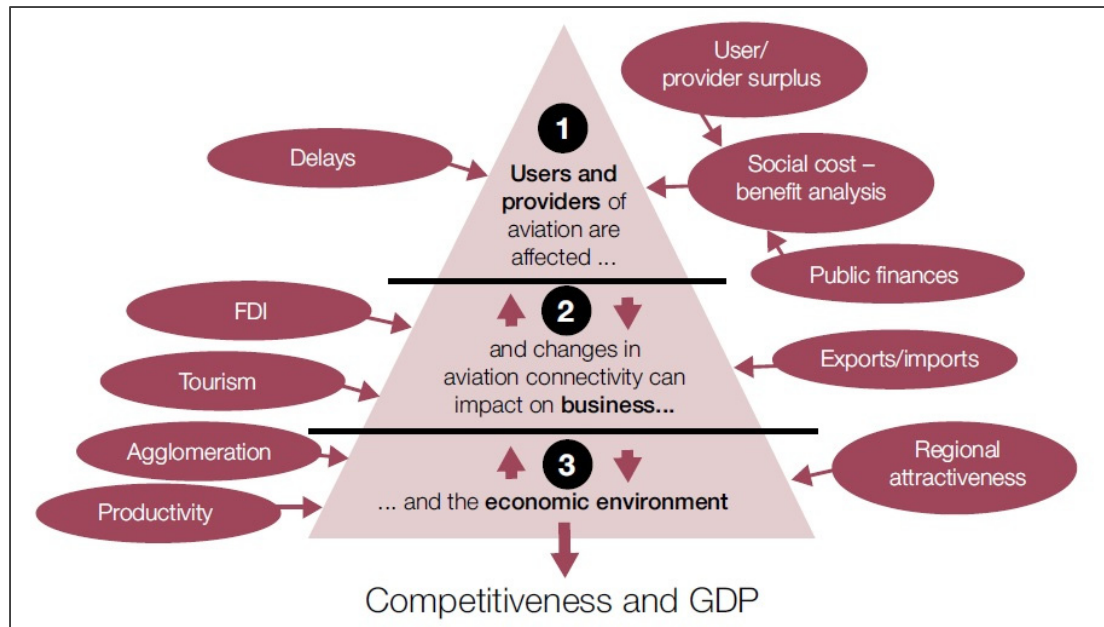 User/
provider surplus
1
Delays
Users and
providers of
aviation are
affected ...
Social cost –
benefit analysis
Public finances
FDI
2
and changes in
aviation connectivity can
impact on business...
Exports/imports
Tourism
Agglomeration
3
Regional
attractiveness
Productivity
... and the economic environment
Competitiveness and GDP